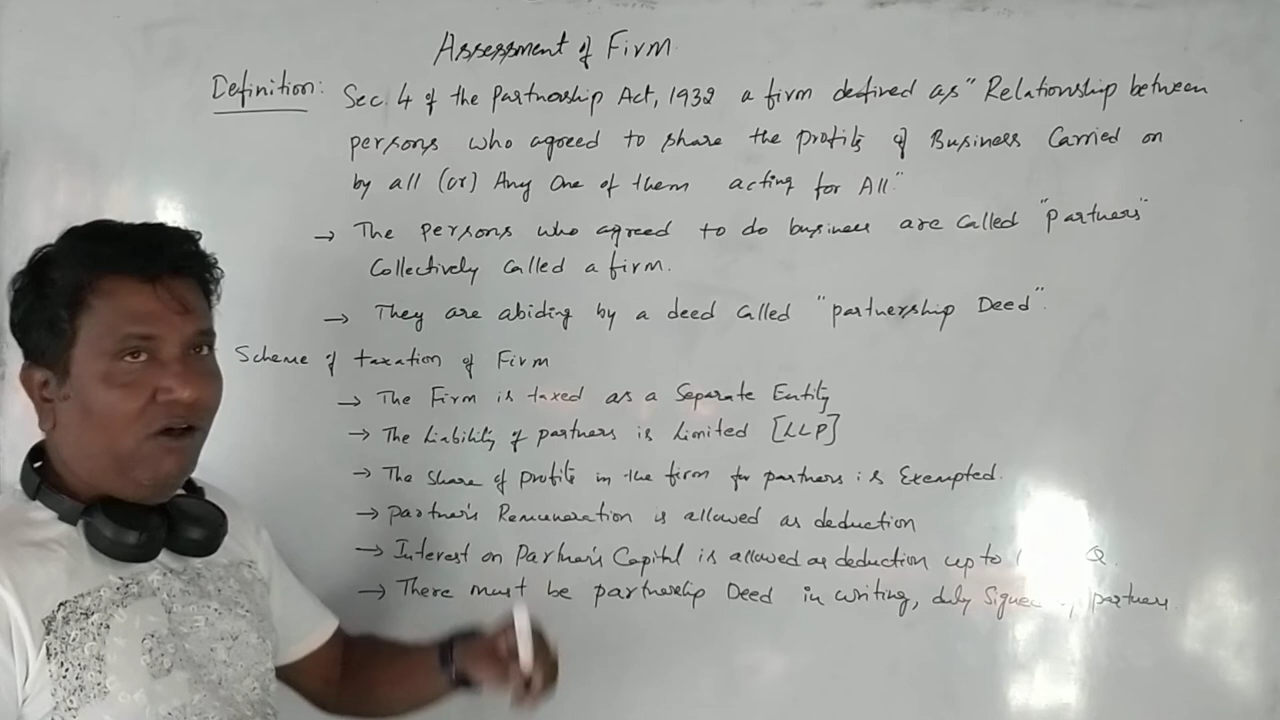 Assessment of Firm
Definition: Sec. 4 of the Partnership Act, 1932 a firm defined as "Relationship between
persons who agreed to share the profits of Business Carried on
by all (or) Any One of them acting for All"
→ The persons who agreed to do business are called "partners"
Collectively called a firm.
→ They are abiding by a deed called "partnership Deed".
Scheme of taxation of Firm
→ The Firm is taxed as a Separate Entity
→ The Liability of partners is Limited [LLP]
→ The share of profits in the firm for partners is Exempted.
→ Partner's Remuneration is allowed as deduction
→ Interest on Partner's Capital is allowed as deduction up to
→ There must be partnership Deed in writing, duly partners.